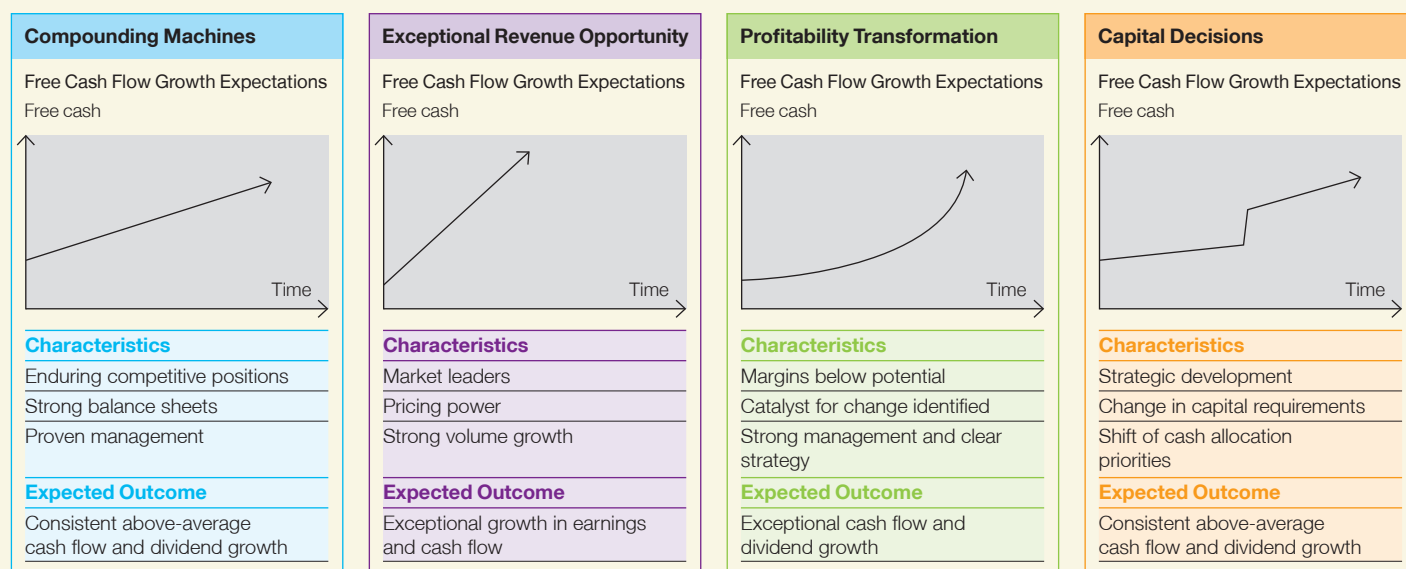 Compounding Machines
Free Cash Flow Growth Expectations
Free cash
Time
Characteristics
Enduring competitive positions
Strong balance sheets
Proven management
Expected Outcome
Consistent above-average
cash flow and dividend growth
Exceptional Revenue Opportunity
Free Cash Flow Growth Expectations
Free cash
Time
Characteristics
Market leaders
Pricing power
Strong volume growth
Expected Outcome
Exceptional growth in earnings
and cash flow
Profitability Transformation
Free Cash Flow Growth Expectations
Free cash
Time
Characteristics
Margins below potential
Catalyst for change identified
Strong management and clear
strategy
Expected Outcome
Exceptional cash flow and
dividend growth
Capital Decisions
Free Cash Flow Growth Expectations
Free cash
Time
Characteristics
Strategic development
Change in capital requirements
Shift of cash allocation
priorities
Expected Outcome
Consistent above-average
cash flow and dividend growth